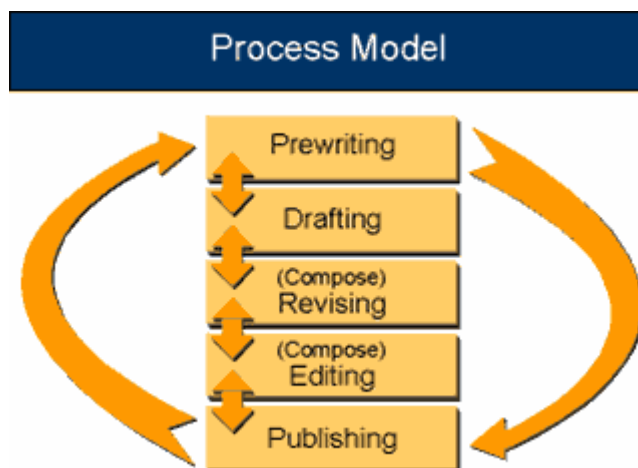 Process Model
Prewriting
Drafting
(Compose)
Revising
(Compose)
Editing
Publishing